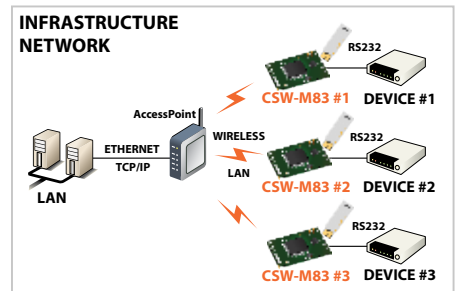 INFRASTRUCTURE
NETWORK
RS232
CSW-M83 #1
DEVICE #1
AccessPoint
ETHERNET
TCP/IP
WIRELESS
LAN
RS232
CSW-M83 #2
DEVICE #2
LAN
RS232
CSW-M83 #3
DEVICE #3